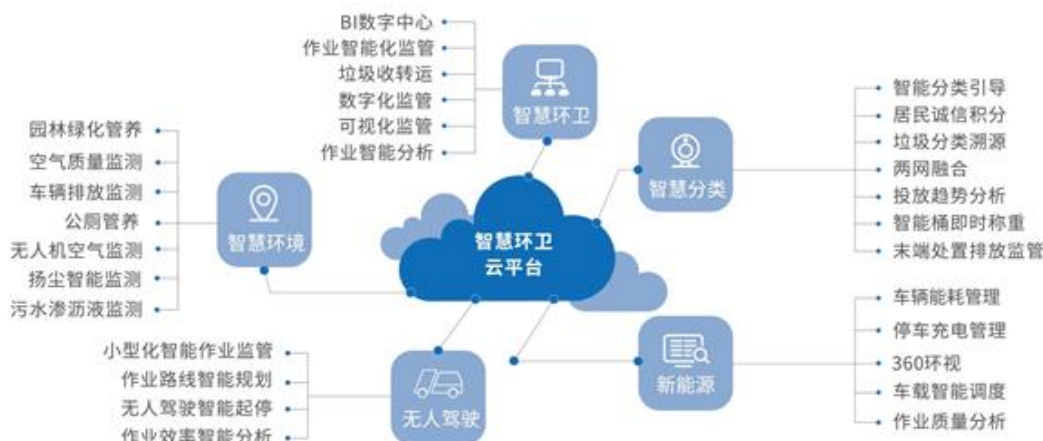 BI数字中心
作业智能化监管
垃圾收转运
数字化监管
可视化监管
作业智能分析
智慧环卫
智能分类引导
居民诚信积分
垃圾分类溯源
两网融合
投放趋势分析
智能桶即时称重
末端处置排放监管
智慧分类
园林绿化管养
空气质量监测
车辆排放监测
公厕管养
无人机空气监测
扬尘智能监测
污水渗沥液监测
智慧环境
智慧环卫
云平台
车辆能耗管理
停车充电管理
360环视
车载智能调度
作业质量分析
新能源
小型化智能作业监管
作业路线智能规划
无人驾驶智能起停
作业效率智能分析
无人驾驶